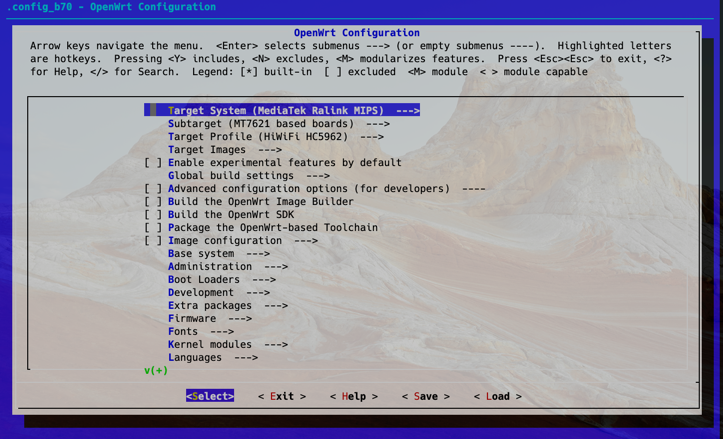 .config_b70 - OpenWrt Configuration
OpenWrt Configuration
Arrow keys navigate the menu.  <Enter> selects submenus ---> (or empty submenus ----).  Highlighted letters
are hotkeys.  Pressing <Y> includes, <N> excludes, <M> modularizes features.  Press <Esc><Esc> to exit, <?>
for Help, </> for Search.  Legend: [*] built-in  [ ] excluded  <M> module  < > module capable
Target System (MediaTek Ralink MIPS)  --->
Subtarget (MT7621 based boards)  --->
Target Profile (HiWiFi HC5962)  --->
Target Images  --->
[ ] Enable experimental features by default
Global build settings  --->
[ ] Advanced configuration options (for developers)  ----
[ ] Build the OpenWrt Image Builder
[ ] Build the OpenWrt SDK
[ ] Package the OpenWrt-based Toolchain
[ ] Image configuration  --->
Base system  --->
Administration  --->
Boot Loaders  --->
Development  --->
Extra packages  --->
Firmware  --->
Fonts  --->
Kernel modules  --->
Languages  --->
v(+)
<Select>    < Exit >    < Help >    < Save >    < Load >